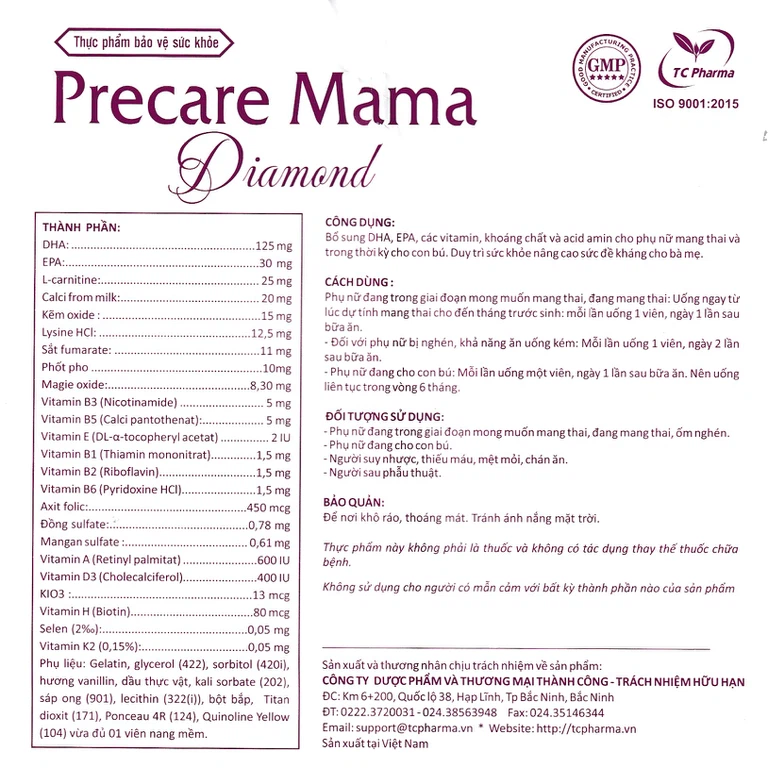 Thực phẩm bảo vệ sức khỏe
Precare Mama
Diamond
GOOD MANUFACTURING PRACTICE
GMP
CERTIFIED
TC Pharma
ISO 9001:2015
THÀNH PHẦN:
DHA: ............125 mg
EPA:............30 mg
L-carnitine:............25 mg
Calci from milk:............20 mg
Kẽm oxide :............15 mg
Lysine HCl:............12,5 mg
Sắt fumarate:............11 mg
Phốt pho ............10mg
Magie oxide:............8,30 mg
Vitamin B3 (Nicotinamide) ............5 mg
Vitamin B5 (Calci pantothenat):............5 mg
Vitamin E (DL-α-tocopheryl acetat) ............2 IU
Vitamin B1 (Thiamin mononitrat)............1,5 mg
Vitamin B2 (Riboflavin)............1,5 mg
Vitamin B6 (Pyridoxine HCl)............1,5 mg
Axit folic:............450 mcg
Đồng sulfate:............0,78 mg
Mangan sulfate :............0,61 mg
Vitamin A (Retinyl palmitat) ............600 IU
Vitamin D3 (Cholecalciferol)............400 IU
KIO3 :............13 mcg
Vitamin H (Biotin)............80 mcg
Selen (2‰):............0,05 mg
Vitamin K2 (0,15%):............0,05 mg
Phụ liệu: Gelatin, glycerol (422), sorbitol (420i),
hương vanillin, dầu thực vật, kali sorbate (202),
sáp ong (901), lecithin (322(i)), bột bắp, Titan
dioxit (171), Ponceau 4R (124), Quinoline Yellow
(104) vừa đủ 01 viên nang mềm.
CÔNG DỤNG:
Bổ sung DHA, EPA, các vitamin, khoáng chất và acid amin cho phụ nữ mang thai và
trong thời kỳ cho con bú. Duy trì sức khỏe nâng cao sức đề kháng cho bà mẹ.
CÁCH DÙNG :
Phụ nữ đang trong giai đoạn mong muốn mang thai, đang mang thai: Uống ngay từ
lúc dự tính mang thai cho đến tháng trước sinh: mỗi lần uống 1 viên, ngày 1 lần sau
bữa ăn.
- Đối với phụ nữ bị nghén, khả năng ăn uống kém: Mỗi lần uống 1 viên, ngày 2 lần
sau bữa ăn.
- Phụ nữ đang cho con bú: Mỗi lần uống một viên, ngày 1 lần sau bữa ăn. Nên uống
liên tục trong vòng 6 tháng.
ĐỐI TƯỢNG SỬ DỤNG:
- Phụ nữ đang trong giai đoạn mong muốn mang thai, đang mang thai, ốm nghén.
- Phụ nữ đang cho con bú.
- Người suy nhược, thiếu máu, mệt mỏi, chán ăn.
- Người sau phẫu thuật.
BẢO QUẢN:
Để nơi khô ráo, thoáng mát. Tránh ánh nắng mặt trời.
Thực phẩm này không phải là thuốc và không có tác dụng thay thế thuốc chữa
bệnh.
Không sử dụng cho người có mẫn cảm với bất kỳ thành phần nào của sản phẩm
Sản xuất và thương nhân chịu trách nhiệm về sản phẩm:
CÔNG TY DƯỢC PHẨM VÀ THƯƠNG MẠI THÀNH CÔNG - TRÁCH NHIỆM HỮU HẠN
ĐC: Km 6+200, Quốc lộ 38, Hạp Lĩnh, Tp Bắc Ninh, Bắc Ninh
ĐT: 0222.3720031 - 024.38563948 Fax: 024.35146344
Email: support@tcpharma.vn * Website: http://tcpharma.vn
Sản xuất tại Việt Nam